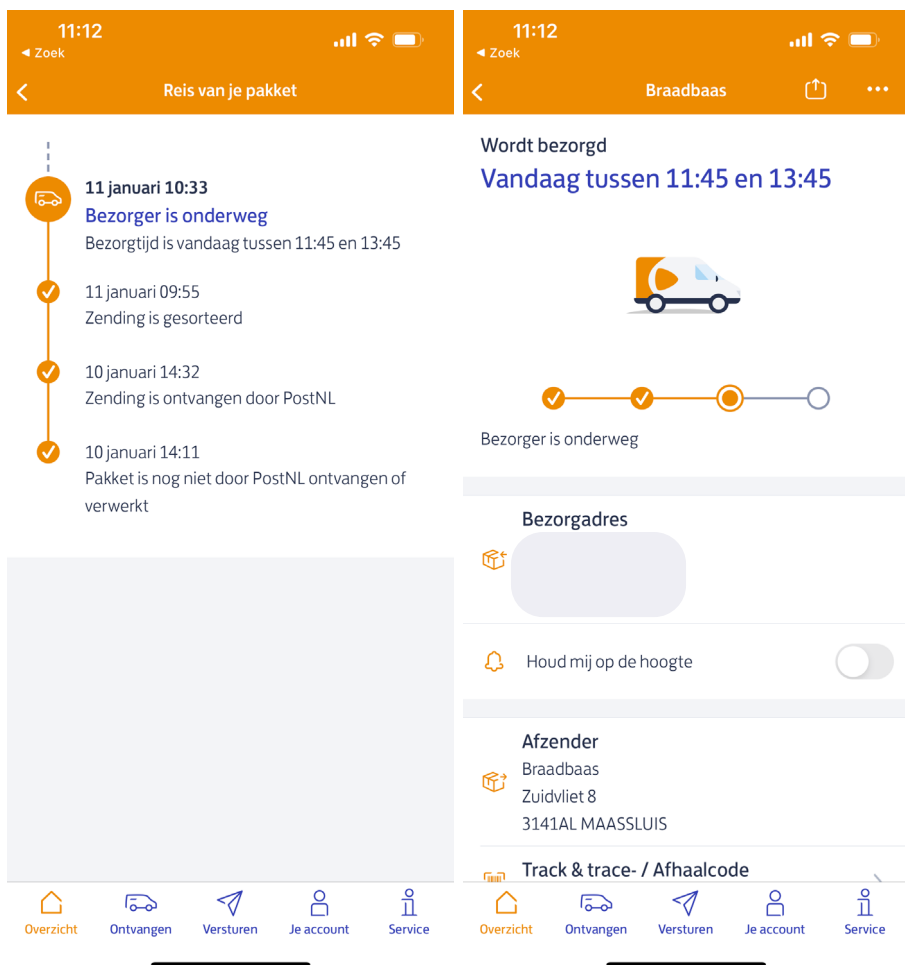 11:12
◀ Zoek
Reis van je pakket
11 januari 10:33
Bezorger is onderweg
Bezorgtijd is vandaag tussen 11:45 en 13:45
11 januari 09:55
Zending is gesorteerd
10 januari 14:32
Zending is ontvangen door PostNL
10 januari 14:11
Pakket is nog niet door PostNL ontvangen of
verwerkt
Overzicht
Ontvangen
Versturen
Je account
Service
11:12
◀ Zoek
Braadbaas
Wordt bezorgd
Vandaag tussen 11:45 en 13:45
Bezorger is onderweg
Bezorgadres
Houd mij op de hoogte
Afzender
Braadbaas
Zuidvliet 8
3141AL MAASSLUIS
Track & trace- / Afhaalcode
Overzicht
Ontvangen
Versturen
Je account
Service